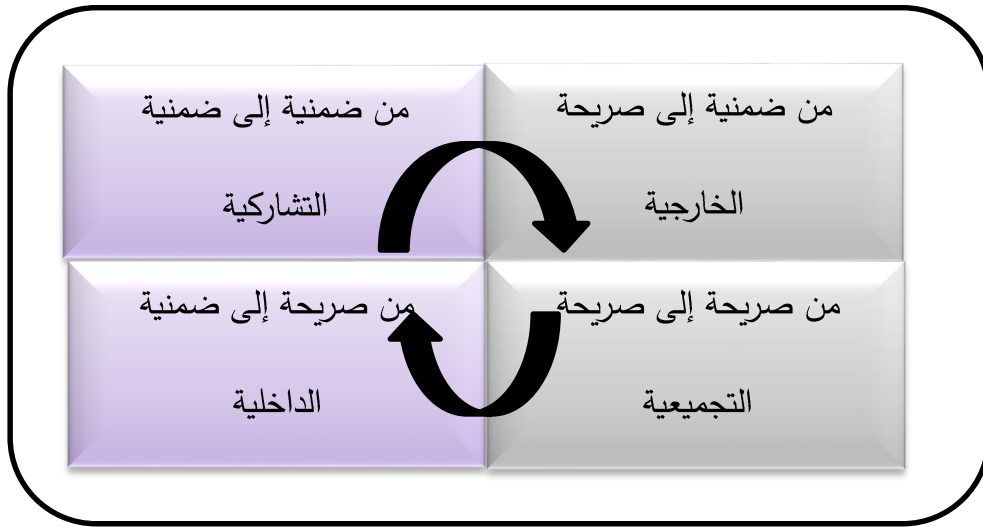 من ضمنية إلى صريحة
الخارجية
من ضمنية إلى ضمنية
التشاركية
من صريحة إلى صريحة
التجميعية
من صريحة إلى ضمنية
الداخلية